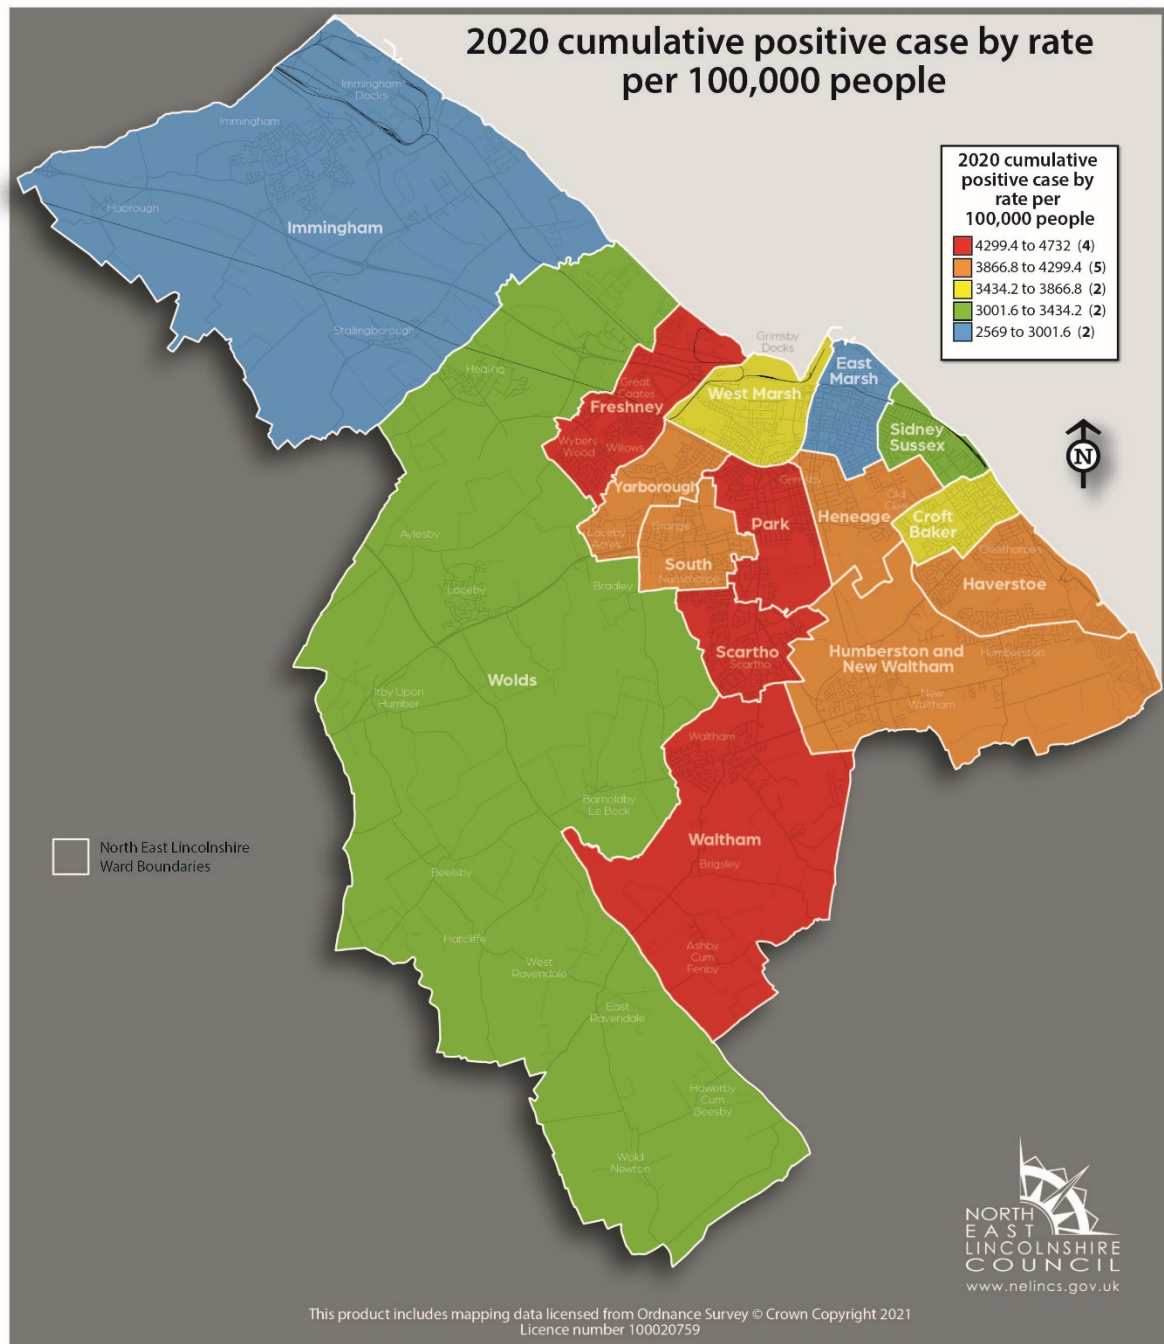 2020 cumulative positive case by rate
per 100,000 people
2020 cumulative
positive case by
rate per
100,000 people
4299.4 to 4732 (4)
3866.8 to 4299.4 (5)
3434.2 to 3866.8 (2)
3001.6 to 3434.2 (2)
2569 to 3001.6 (2)
N
Immingham
Docks
Immingham
Habrough
Immingham
Stallingborough
Healing
Grimsby
Docks
East
Marsh
West Marsh
Great
Coates
Freshney
Wybers
Wood
Willows
Sidney
Sussex
Yarborough
Grimsby
Old
Park
Heneage
Croft
Baker
Grange
Laceby
Acres
South
Nunsthorpe
Cleethorpes
Haverstoe
Aylesby
Laceby
Bradley
Scartho
Scartho
Humberston and
New Waltham
Humberston
New
Waltham
Wolds
Irby Upon
Humber
Waltham
Barnoldby
Le Beck
Waltham
Brigsley
North East Lincolnshire
Ward Boundaries
Beelsby
Hatcliffe
West
Ravendale
Ashby
Cum
Fenby
East
Ravendale
Hawerby
Cum
Beesby
Wold
Newton
NORTH
EAST
LINCOLNSHIRE
COUNCIL
www.nelincs.gov.uk
This product includes mapping data licensed from Ordnance Survey © Crown Copyright 2021
Licence number 100020759